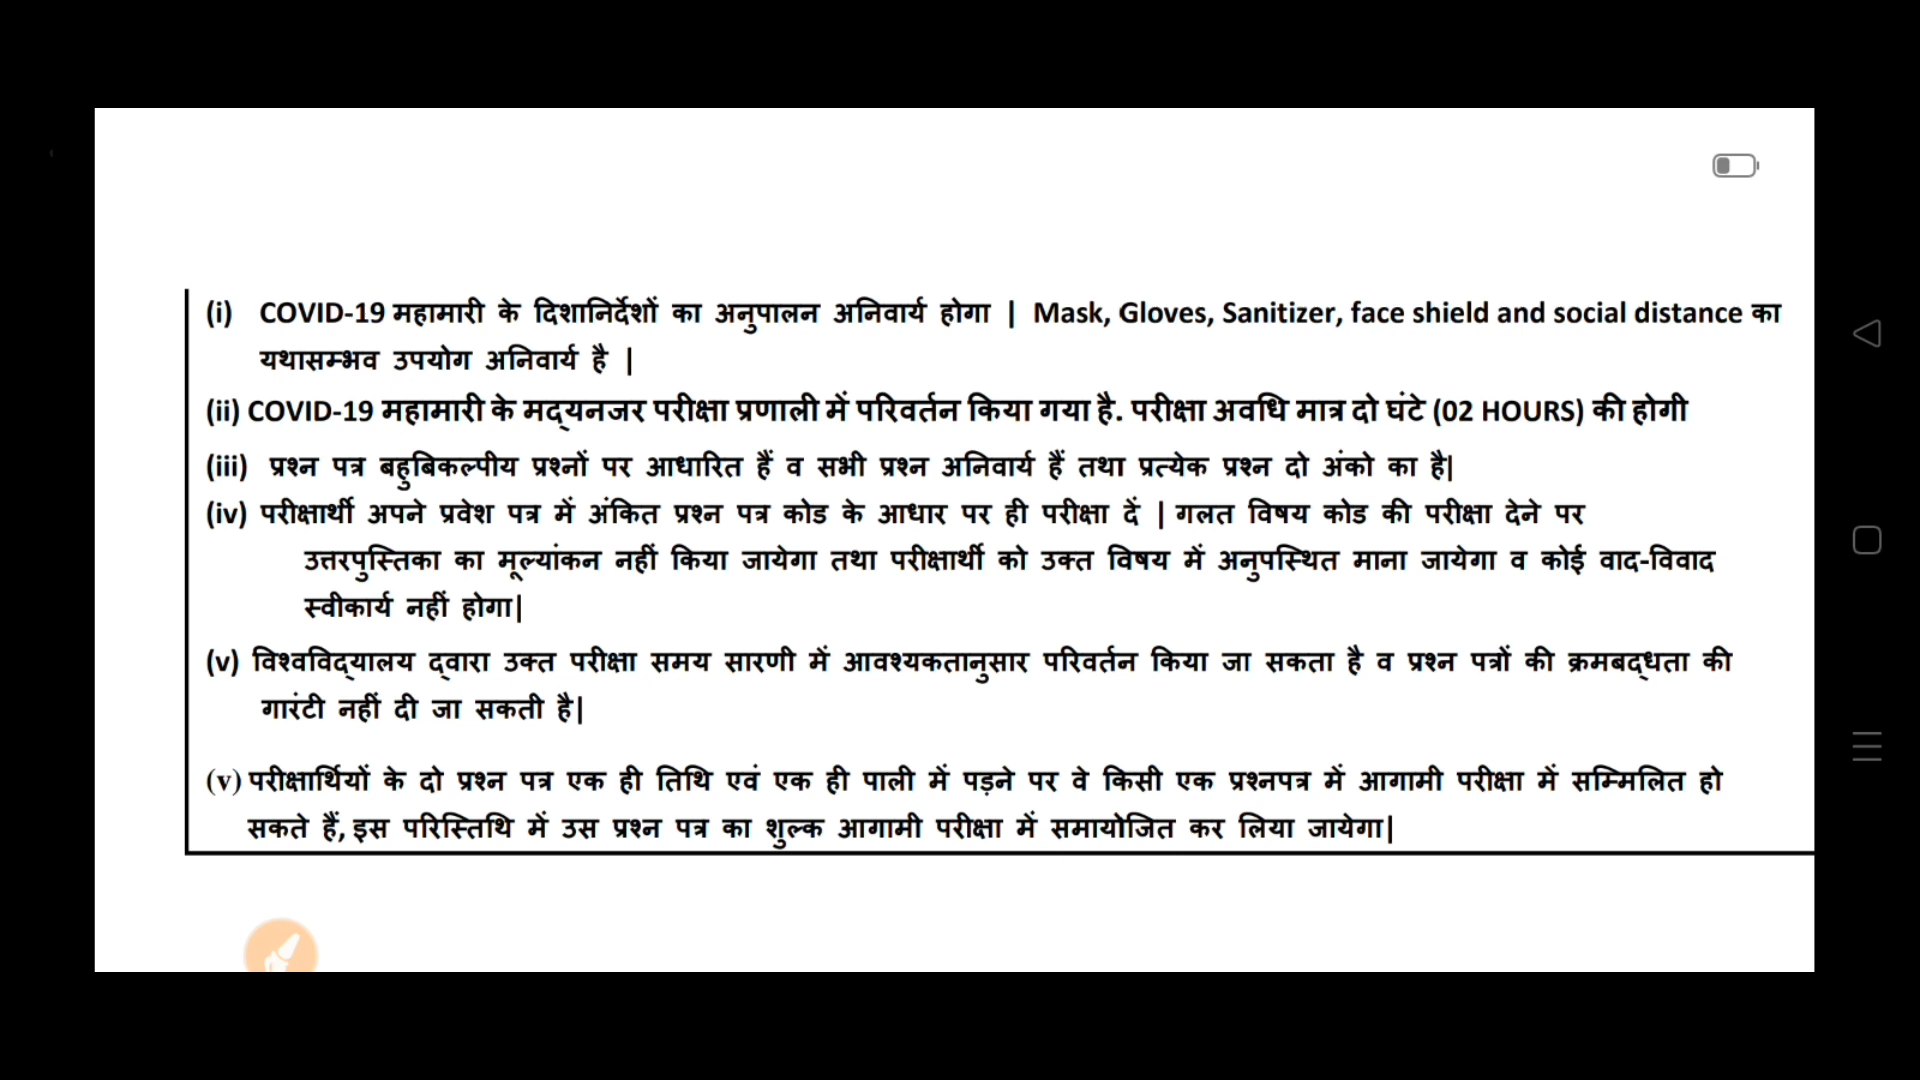 (i) COVID-19 महामारी के दिशानिर्देशों का अनुपालन अनिवार्य होगा | Mask, Gloves, Sanitizer, face shield and social distance का
यथासम्भव उपयोग अनिवार्य है |
(ii) COVID-19 महामारी के मद्यनजर परीक्षा प्रणाली में परिवर्तन किया गया है. परीक्षा अवधि मात्र दो घंटे (02 HOURS) की होगी
(iii) प्रश्न पत्र बहुबिकल्पीय प्रश्नों पर आधारित हैं व सभी प्रश्न अनिवार्य हैं तथा प्रत्येक प्रश्न दो अंको का है|
(iv) परीक्षार्थी अपने प्रवेश पत्र में अंकित प्रश्न पत्र कोड के आधार पर ही परीक्षा दें | गलत विषय कोड की परीक्षा देने पर
उत्तरपुस्तिका का मूल्यांकन नहीं किया जायेगा तथा परीक्षार्थी को उक्त विषय में अनुपस्थित माना जायेगा व कोई वाद-विवाद
स्वीकार्य नहीं होगा|
(v) विश्वविद्यालय द्वारा उक्त परीक्षा समय सारणी में आवश्यकतानुसार परिवर्तन किया जा सकता है व प्रश्न पत्रों की क्रमबद्धता की
गारंटी नहीं दी जा सकती है|
(v) परीक्षार्थियों के दो प्रश्न पत्र एक ही तिथि एवं एक ही पाली में पड़ने पर वे किसी एक प्रश्नपत्र में आगामी परीक्षा में सम्मिलित हो
सकते हैं, इस परिस्तिथि में उस प्रश्न पत्र का शुल्क आगामी परीक्षा में समायोजित कर लिया जायेगा|